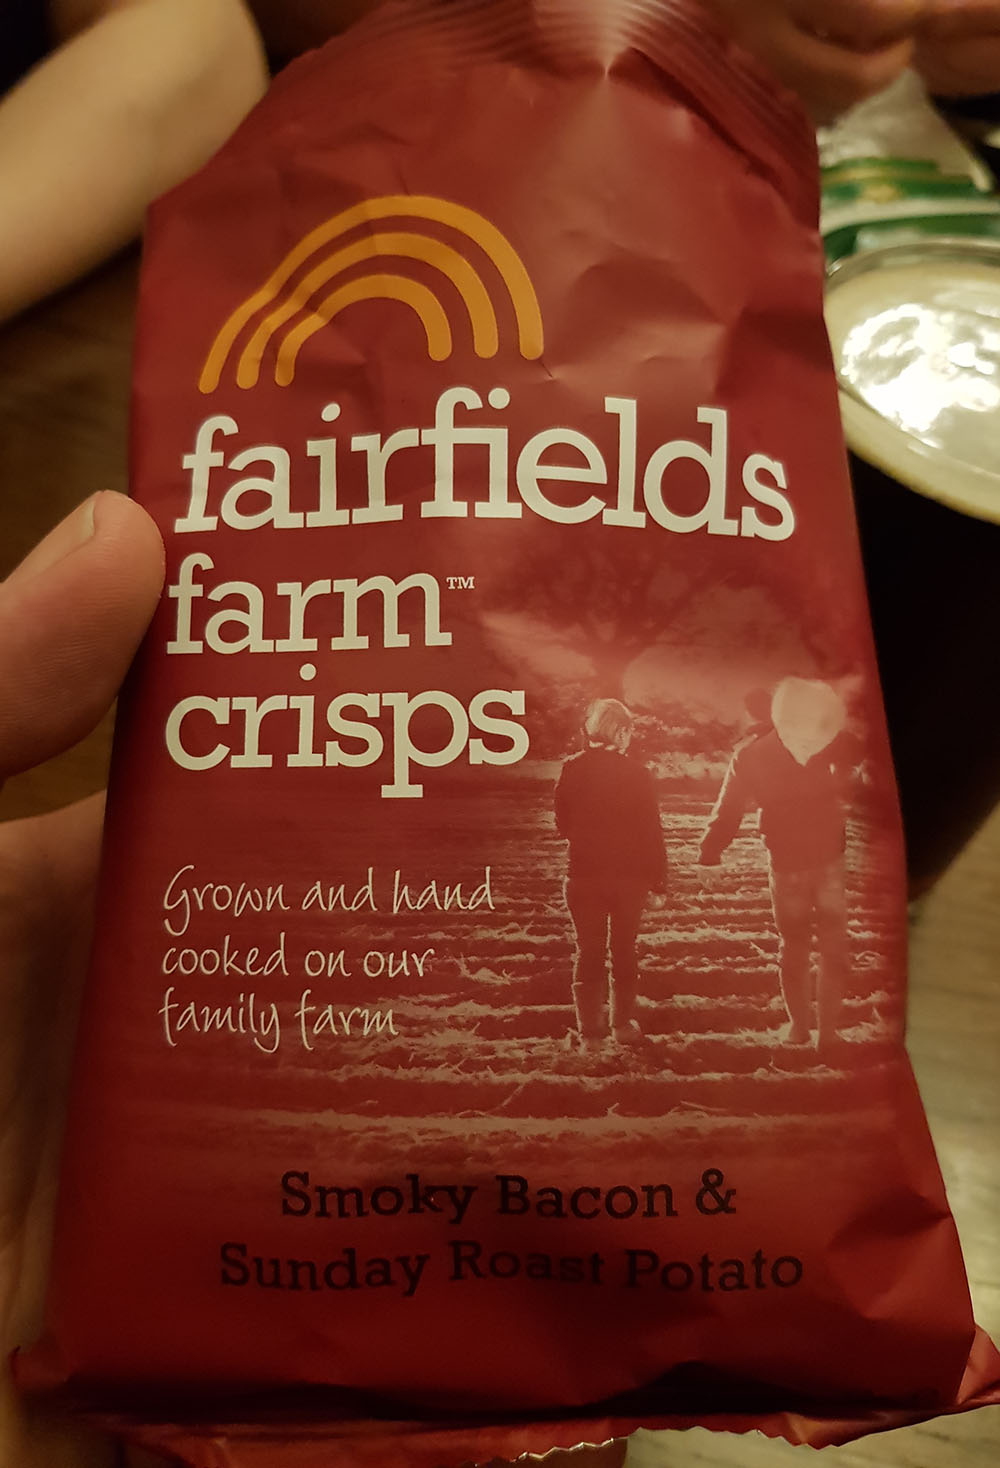 fairfields
farm™
crisps
Grown and hand
cooked on our
family farm
Smoky Bacon &
Sunday Roast Potato